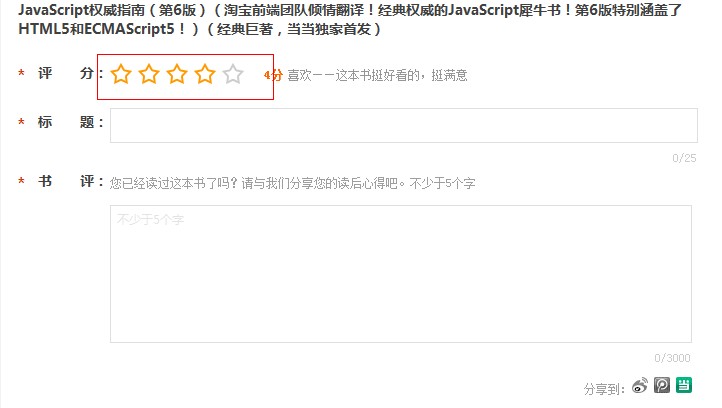 JavaScript权威指南（第6版）（淘宝前端团队倾情翻译！经典权威的JavaScript犀牛书！第6版特别涵盖了
HTML5和ECMAScript5！）（经典巨著，当当独家首发）
* 评 分： 4分 喜欢——这本书挺好看的，挺满意
* 标 题：
0/25
* 书 评： 您已经读过这本书了吗？请与我们分享您的读后心得吧。不少于5个字
不少于5个字
0/3000
分享到： 当